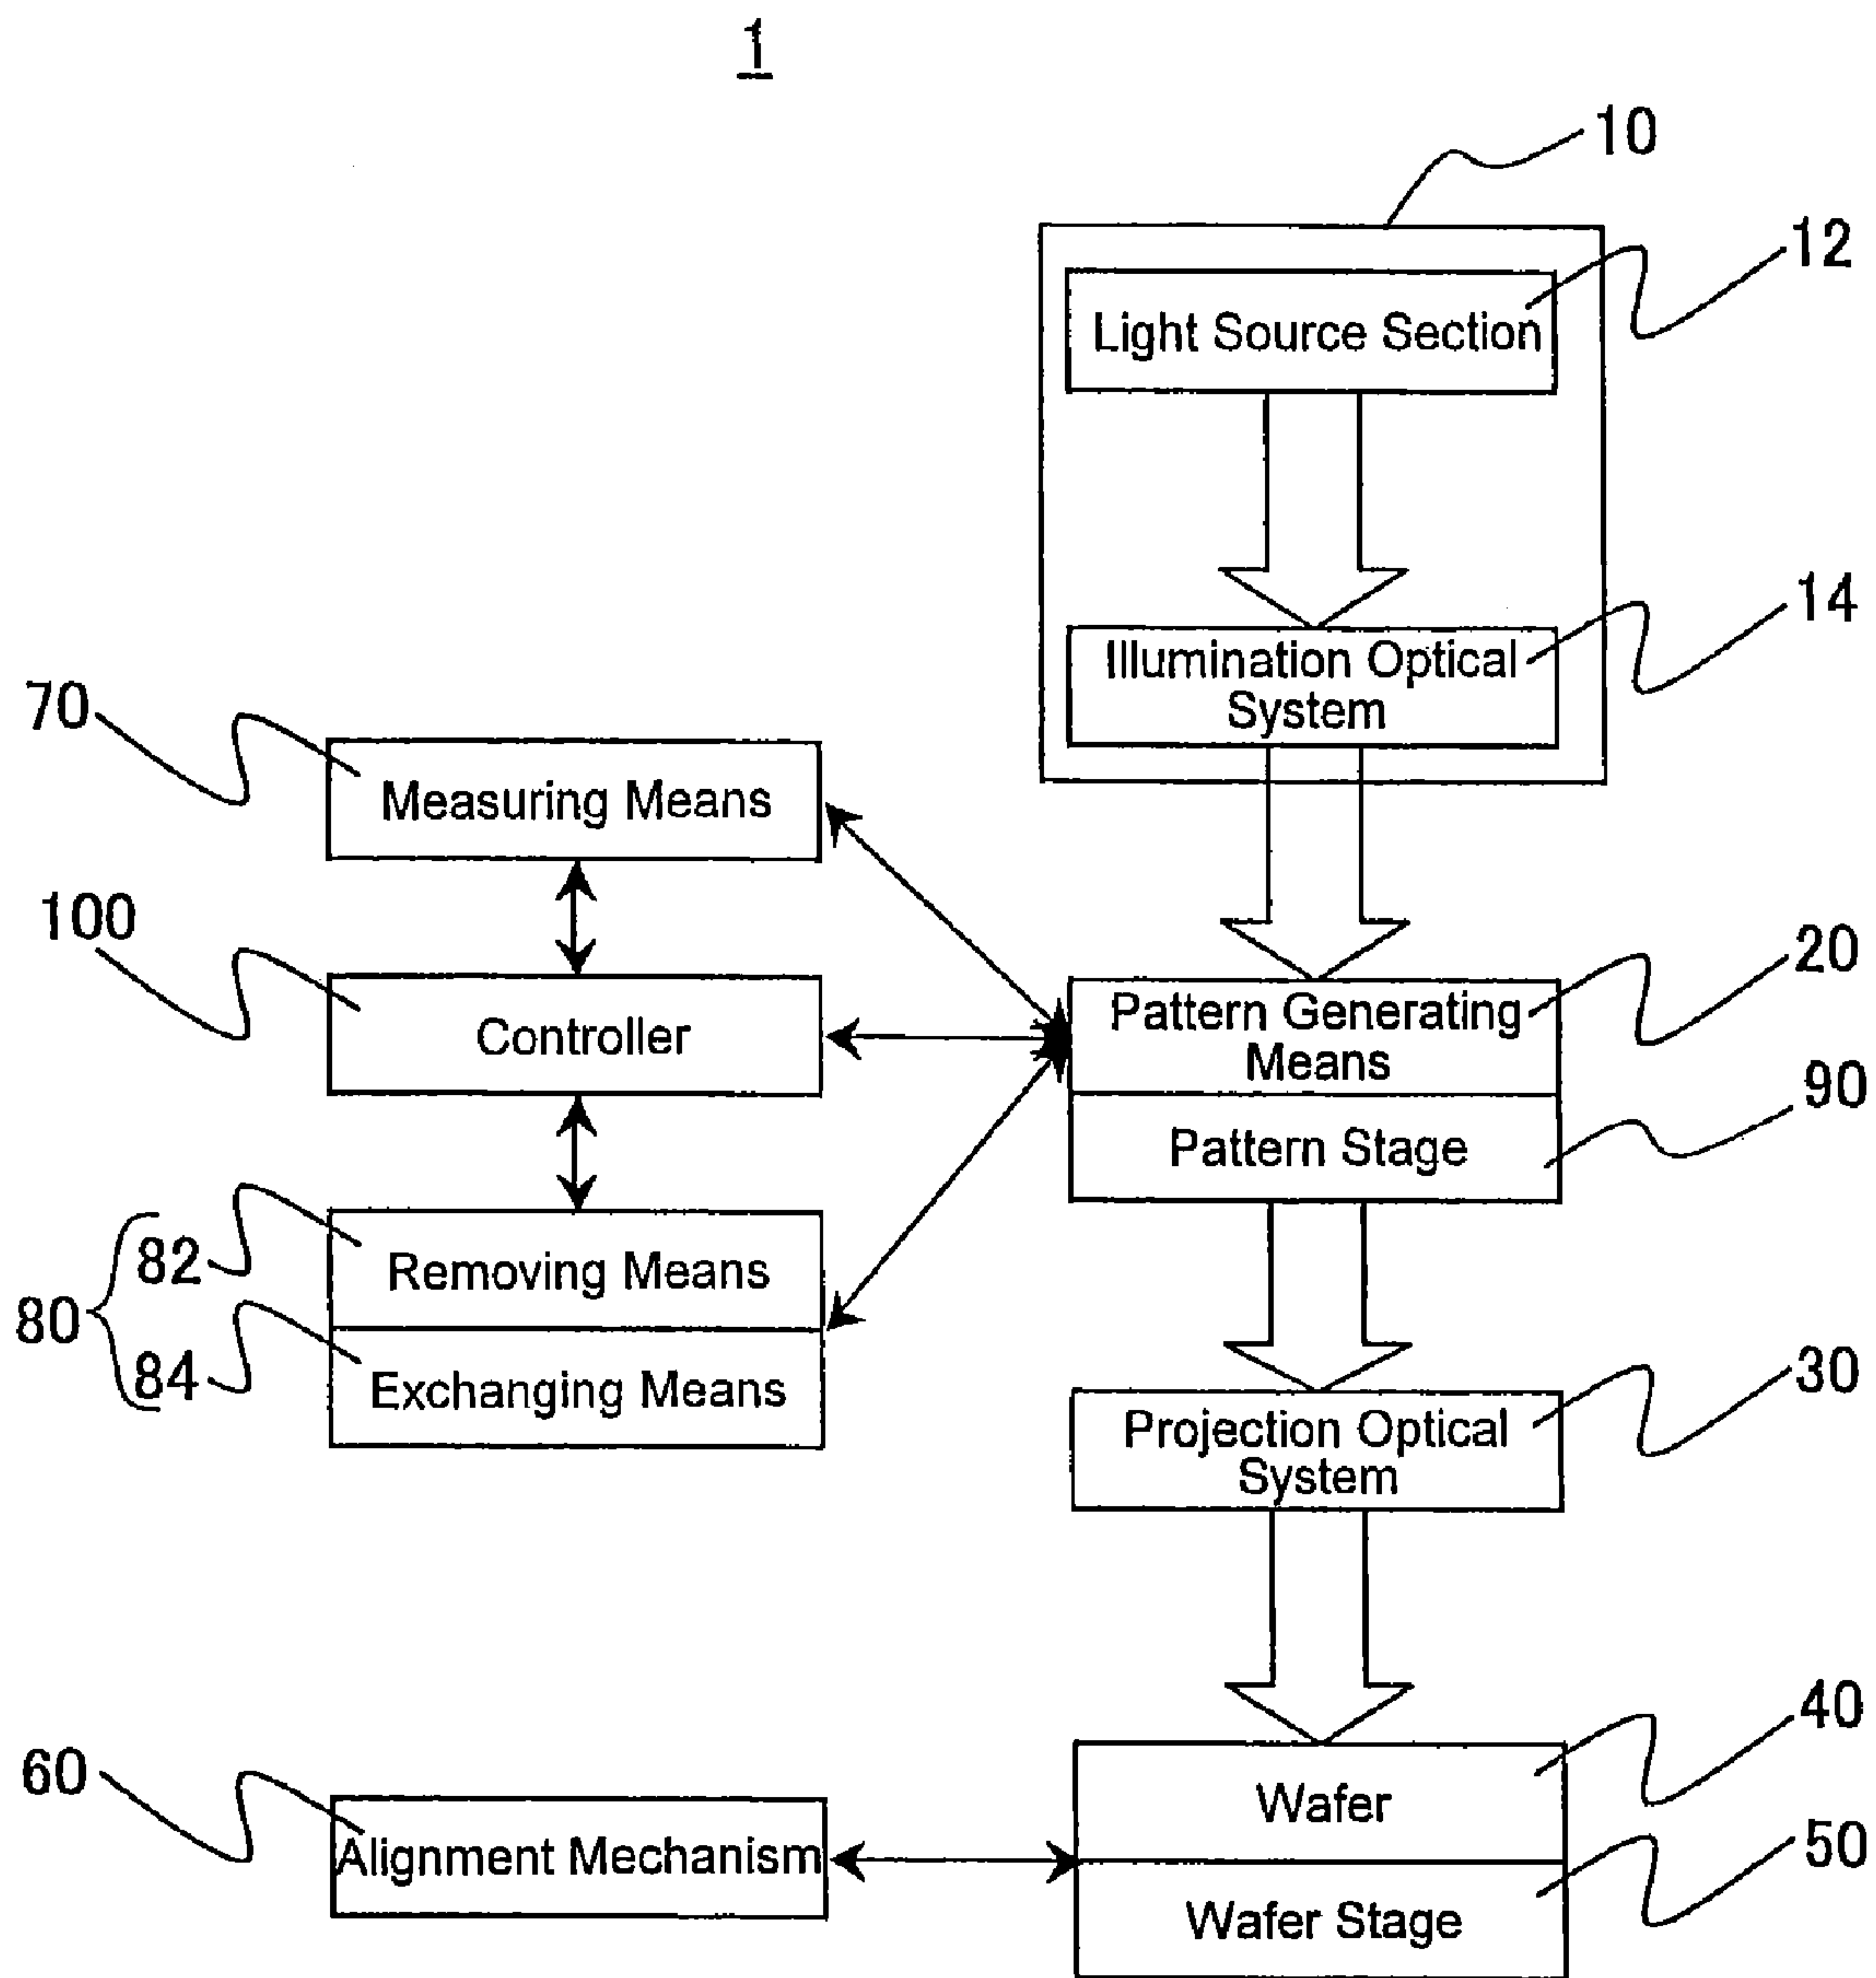 1
10
12
Light Source Section
14
Illumination Optical
System
70
Measuring Means
100
Controller
20
Pattern Generating
Means
90
Pattern Stage
80
82
Removing Means
84
Exchanging Means
30
Projection Optical
System
40
Wafer
60
Alignment Mechanism
50
Wafer Stage